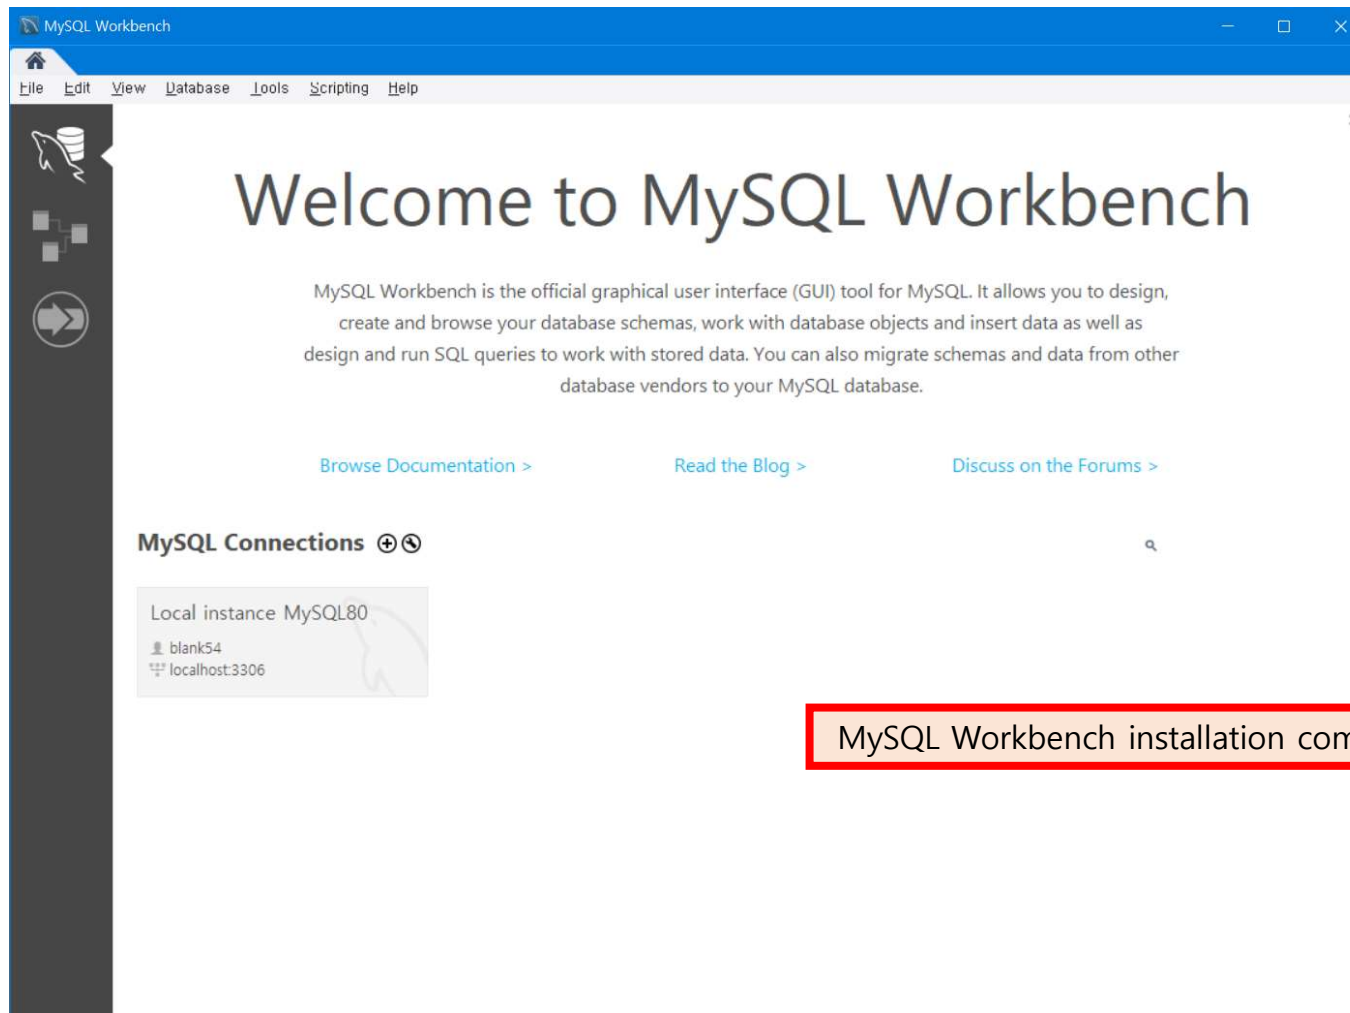 MySQL Workbench
File Edit View Database Tools Scripting Help
Welcome to MySQL Workbench
MySQL Workbench is the official graphical user interface (GUI) tool for MySQL. It allows you to design,
create and browse your database schemas, work with database objects and insert data as well as
design and run SQL queries to work with stored data. You can also migrate schemas and data from other
database vendors to your MySQL database.
Browse Documentation > Read the Blog > Discuss on the Forums >
MySQL Connections
Local instance MySQL80
blank54
localhost:3306
MySQL Workbench installation